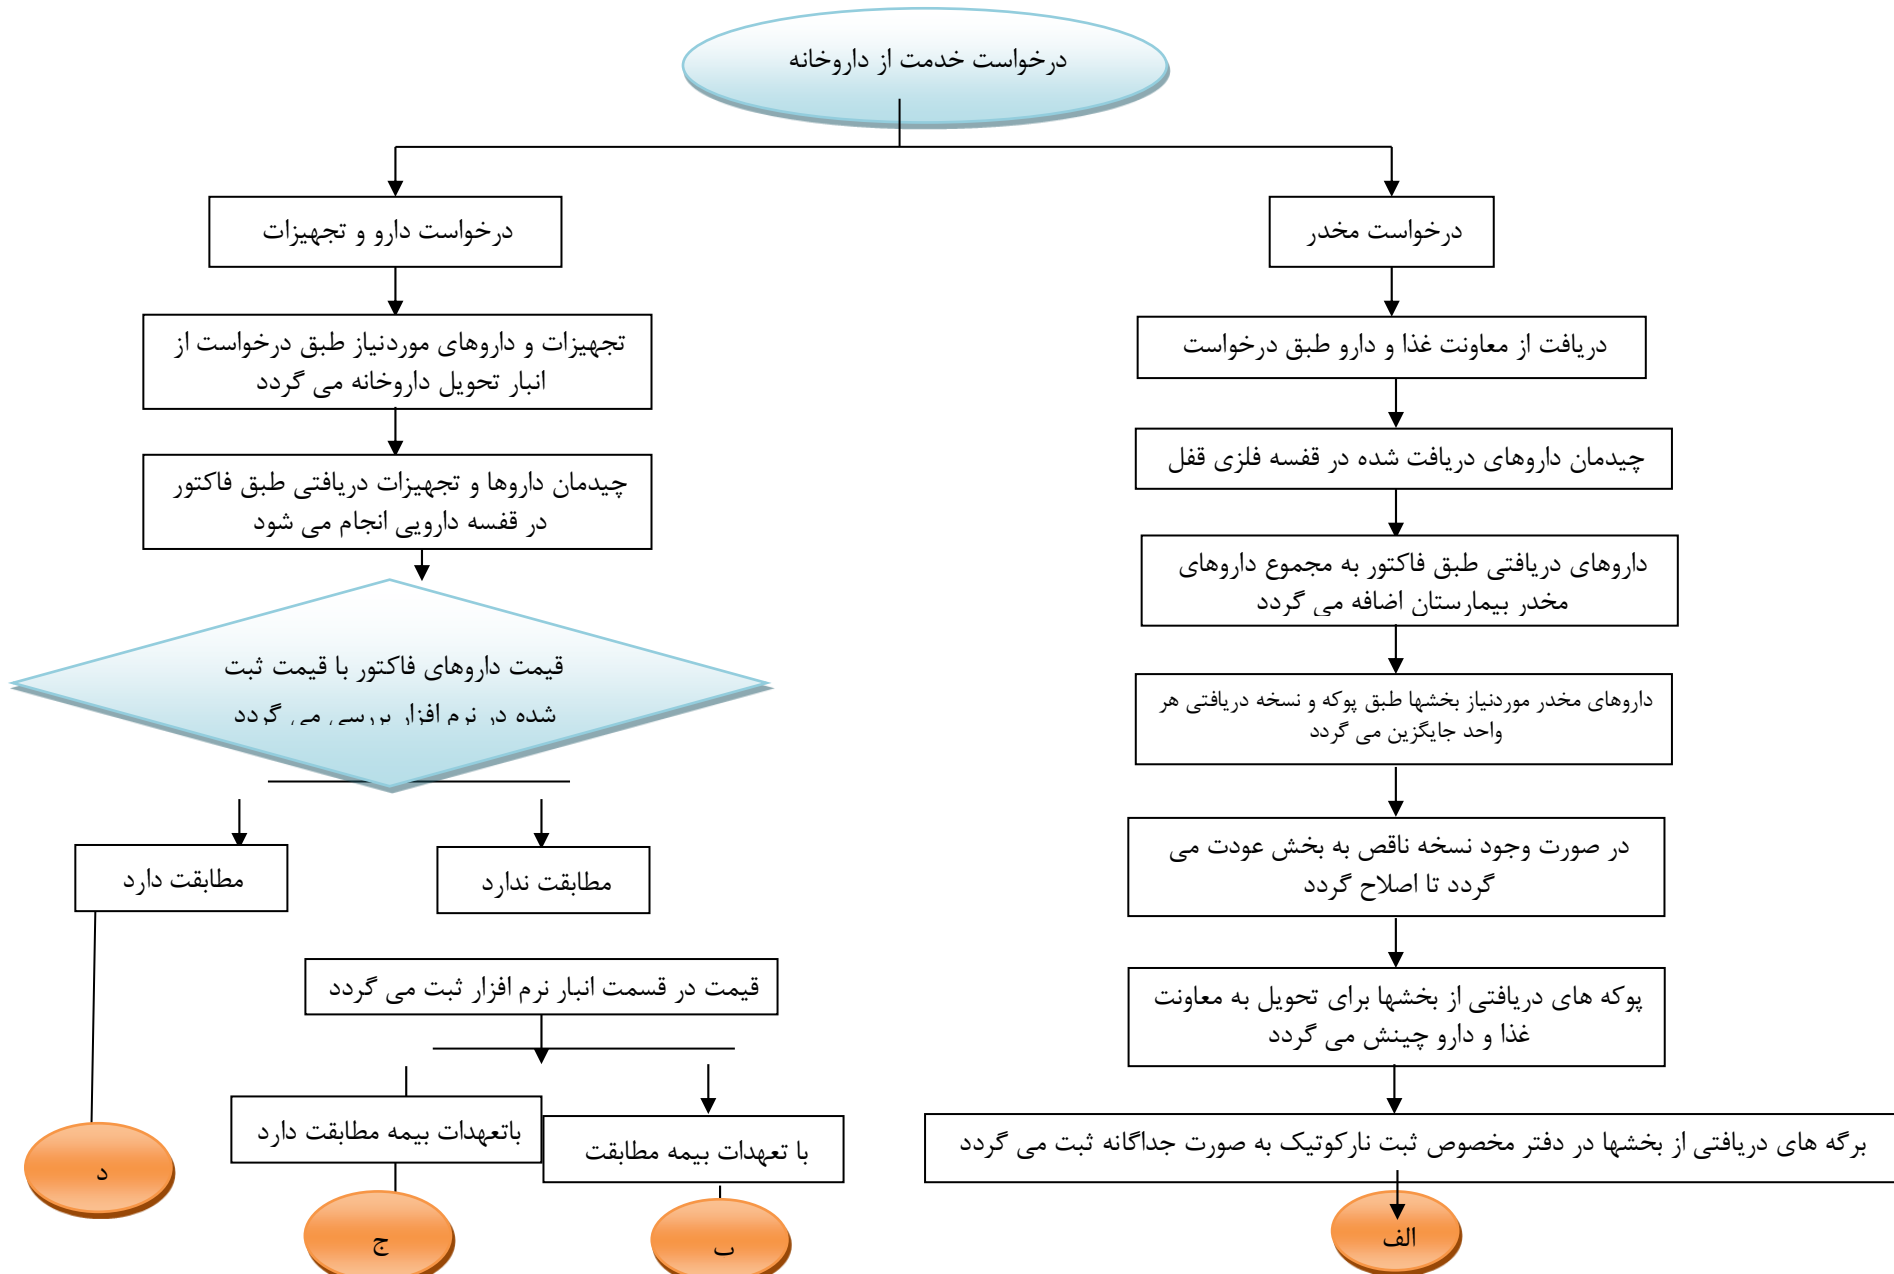 درخواست خدمت از داروخانه
درخواست مخدر
درخواست دارو و تجهیزات
دریافت از معاونت غذا و دارو طبق درخواست
تجهیزات و داروهای موردنیاز طبق درخواست از
انبار تحویل داروخانه می گردد
چیدمان داروهای دریافت شده در قفسه فلزی قفل
چیدمان داروها و تجهیزات دریافتی طبق فاکتور
در قفسه دارویی انجام می شود
داروهای دریافتی طبق فاکتور به مجموع داروهای
مخدر بیمارستان اضافه می گردد
قیمت داروهای فاکتور با قیمت ثبت
شده در نرم افزار بررسی می گردد
داروهای مخدر موردنیاز بخشها طبق پوکه و نسخه دریافتی هر
واحد جایگزین می گردد
در صورت وجود نسخه ناقص به بخش عودت می
گردد تا اصلاح گردد
مطابقت ندارد
مطابقت دارد
قیمت در قسمت انبار نرم افزار ثبت می گردد
پوکه های دریافتی از بخشها برای تحویل به معاونت
غذا و دارو چینش می گردد
برگه های دریافتی از بخشها در دفتر مخصوص ثبت نارکوتیک به صورت جداگانه ثبت می گردد
با تعهدات بیمه مطابقت
باتعهدات بیمه مطابقت دارد
الف
ب
ج
د